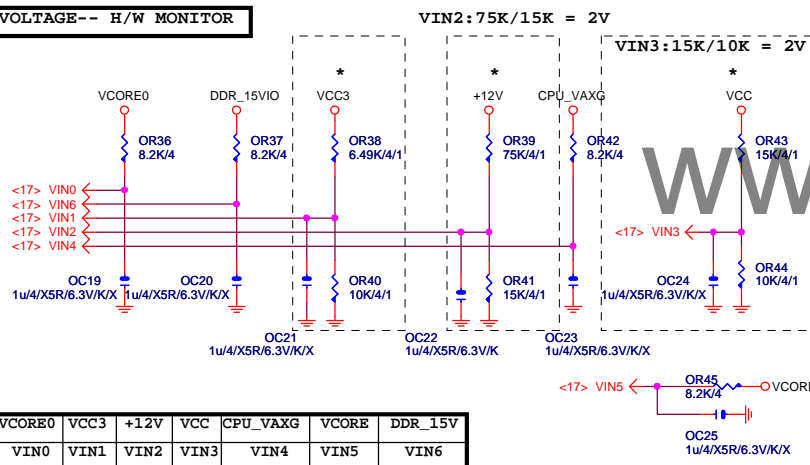 VOLTAGE-- H/W MONITOR
VIN2:75K/15K = 2V
VIN3:15K/10K = 2V
*
*
*
VCORE0
DDR_15VIO
VCC3
+12V
CPU_VAXG
VCC
OR36
8.2K/4
OR37
8.2K/4
OR38
6.49K/4/1
OR39
75K/4/1
OR42
8.2K/4
OR43
15K/4/1
WW
<17> VIN0
<17> VIN6
<17> VIN1
<17> VIN2
<17> VIN4
<17> VIN3
OC19
1u/4/X5R/6.3V/K/X
OC20
1u/4/X5R/6.3V/K/X
OR40
10K/4/1
OR41
15K/4/1
OC24
1u/4/X5R/6.3V/K/X
OR44
10K/4/1
OC21
1u/4/X5R/6.3V/K/X
OC22
1u/4/X5R/6.3V/K
OC23
1u/4/X5R/6.3V/K/X
<17> VIN5
OR45
8.2K/4
VCORE
OC25
1u/4/X5R/6.3V/K/X
VCORE0 VCC3 +12V VCC CPU_VAXG VCORE DDR_15V
VIN0 VIN1 VIN2 VIN3 VIN4 VIN5 VIN6